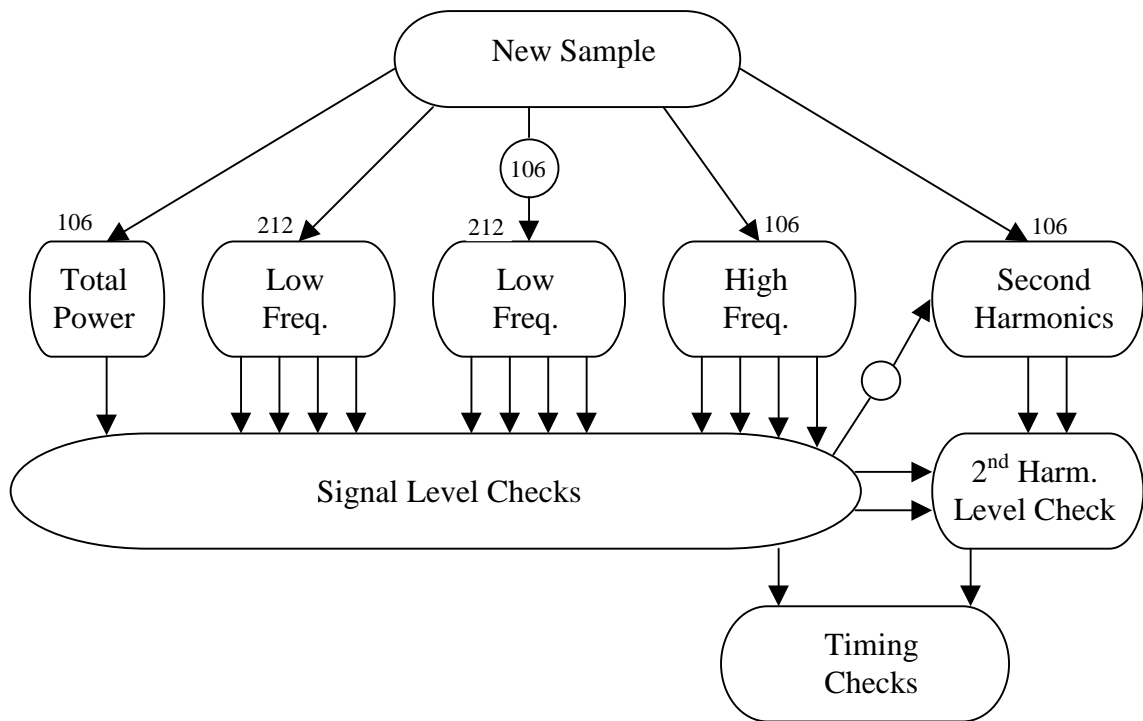 New Sample
106
106
212
212
106
106
Total
Power
Low
Freq.
Low
Freq.
High
Freq.
Second
Harmonics
Signal Level Checks
2nd Harm.
Level Check
Timing
Checks